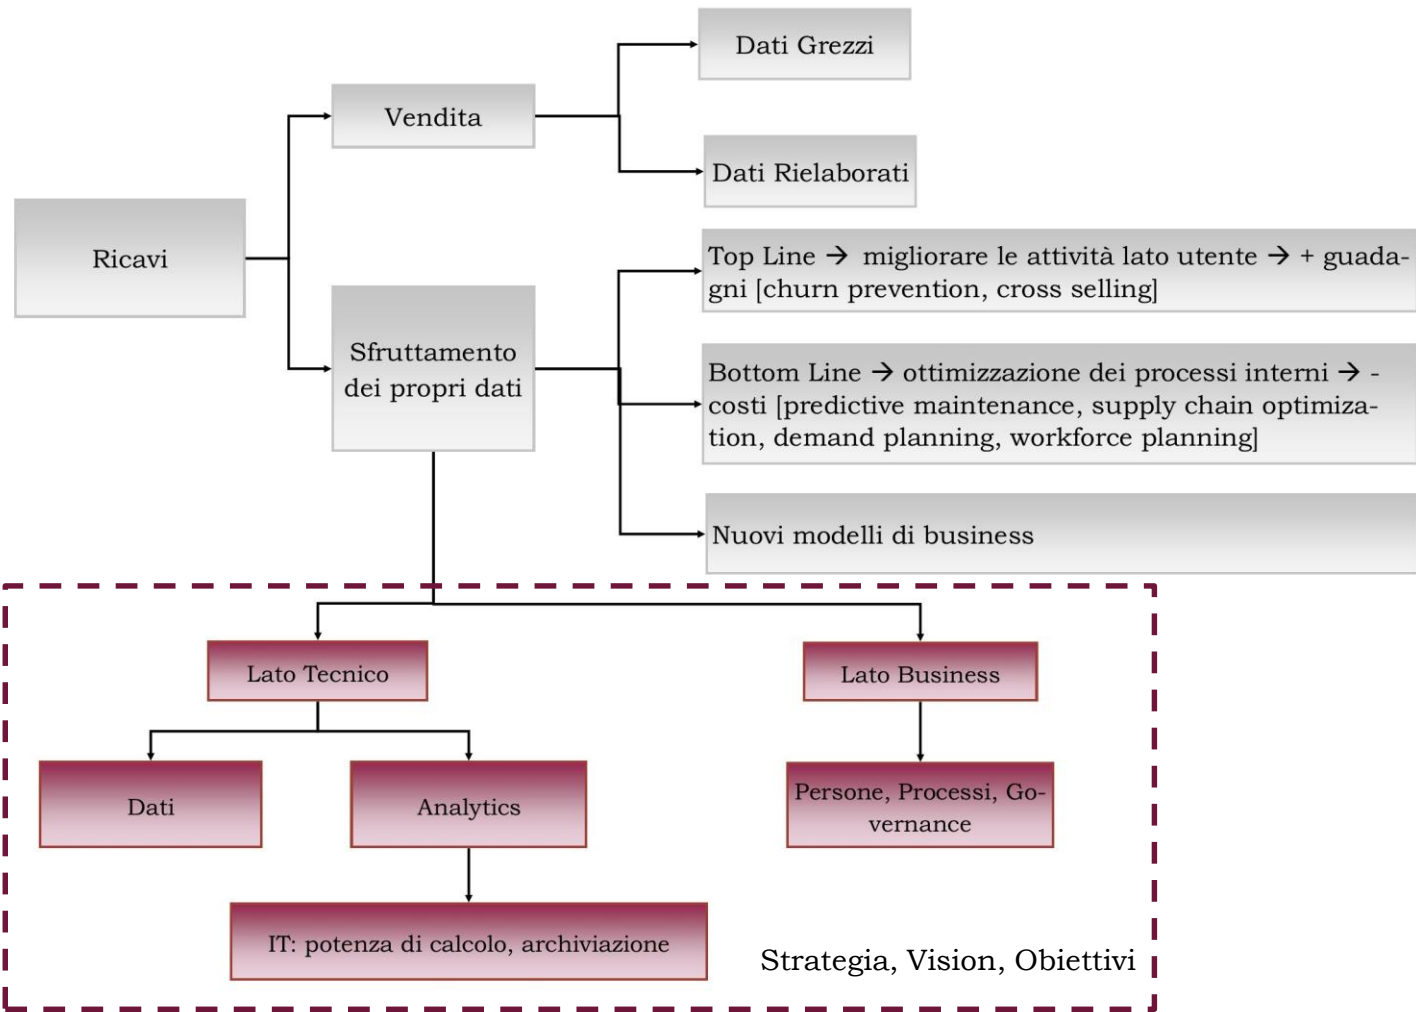 Dati Grezzi
Vendita
Dati Rielaborati
Ricavi
Top Line → migliorare le attività lato utente → + guada-
gni [churn prevention, cross selling]
Sfruttamento
dei propri dati
Bottom Line → ottimizzazione dei processi interni → -
costi [predictive maintenance, supply chain optimiza-
tion, demand planning, workforce planning]
Nuovi modelli di business
Lato Tecnico
Lato Business
Dati
Analytics
Persone, Processi, Go-
vernance
IT: potenza di calcolo, archiviazione
Strategia, Vision, Obiettivi